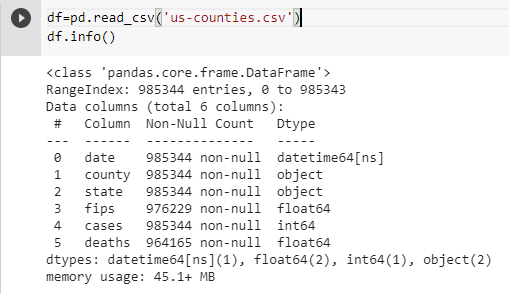 df=pd.read_csv('us-counties.csv')
df.info()
<class 'pandas.core.frame.DataFrame'>
RangeIndex: 985344 entries, 0 to 985343
Data columns (total 6 columns):
 #   Column  Non-Null Count   Dtype
---  ------  --------------   -----
 0   date    985344 non-null  datetime64[ns]
 1   county  985344 non-null  object
 2   state   985344 non-null  object
 3   fips    976229 non-null  float64
 4   cases   985344 non-null  int64
 5   deaths  964165 non-null  float64
dtypes: datetime64[ns](1), float64(2), int64(1), object(2)
memory usage: 45.1+ MB